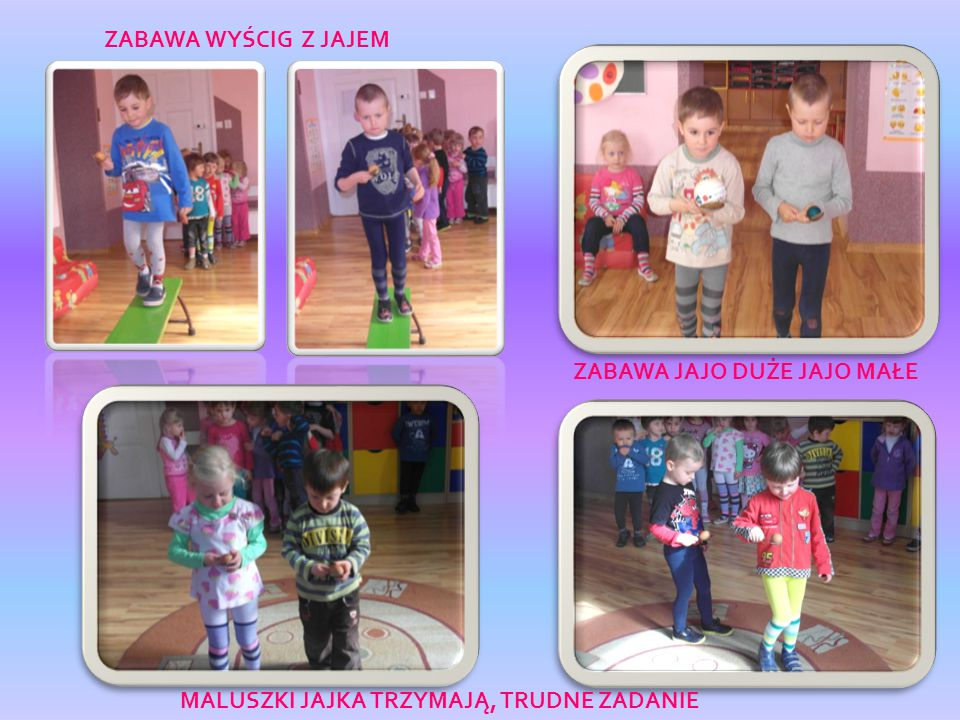 ZABAWA WYŚCIG Z JAJEM
ZABAWA JAJO DUŻE JAJO MAŁE
MALUSZKI JAJKA TRZYMAJĄ, TRUDNE ZADANIE